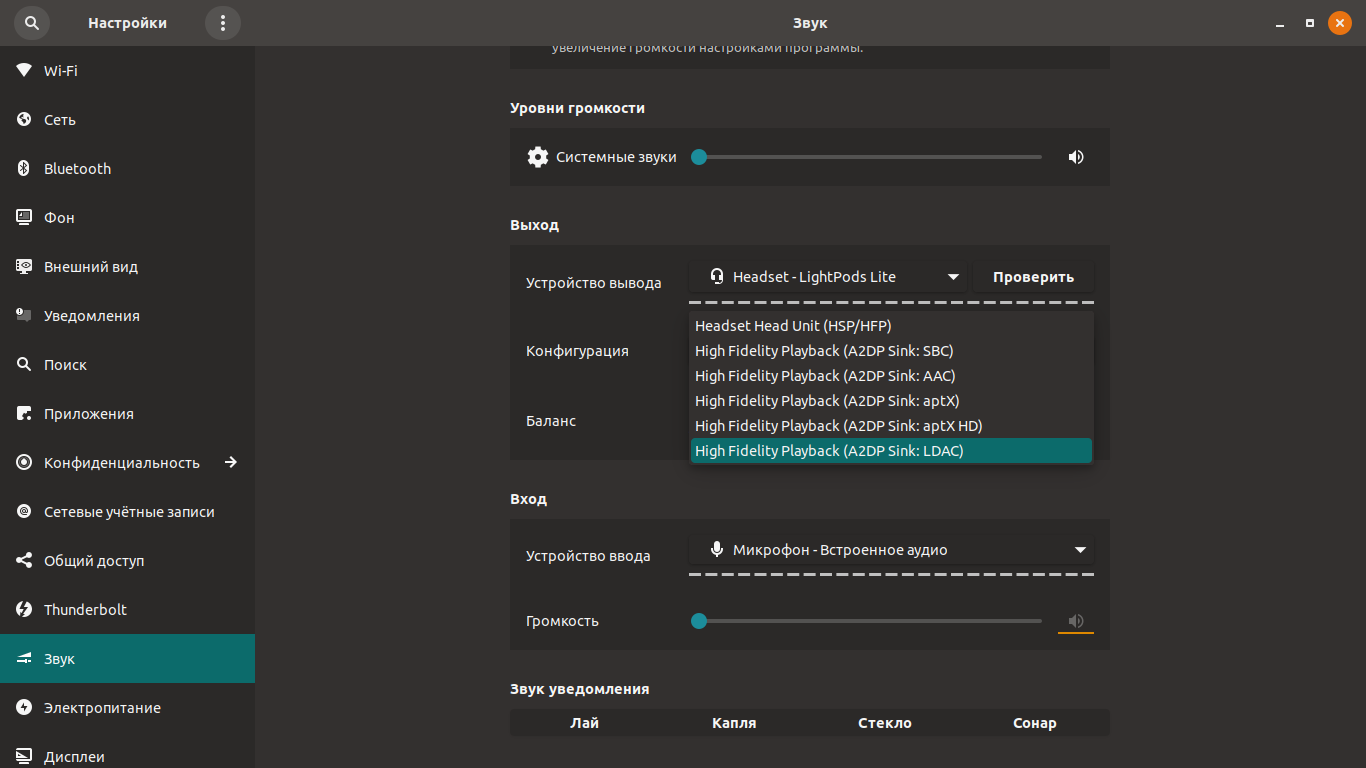 Настройки
Звук
увеличение громкости настройками программы.
Wi-Fi
Сеть
Bluetooth
Фон
Внешний вид
Уведомления
Поиск
Приложения
Конфиденциальность
Сетевые учётные записи
Общий доступ
Thunderbolt
Звук
Электропитание
Дисплеи
Уровни громкости
Системные звуки
Выход
Устройство вывода
Headset - LightPods Lite
Проверить
Конфигурация
Headset Head Unit (HSP/HFP)
High Fidelity Playback (A2DP Sink: SBC)
High Fidelity Playback (A2DP Sink: AAC)
High Fidelity Playback (A2DP Sink: aptX)
High Fidelity Playback (A2DP Sink: aptX HD)
High Fidelity Playback (A2DP Sink: LDAC)
Баланс
Вход
Устройство ввода
Микрофон - Встроенное аудио
Громкость
Звук уведомления
Лай
Капля
Стекло
Сонар